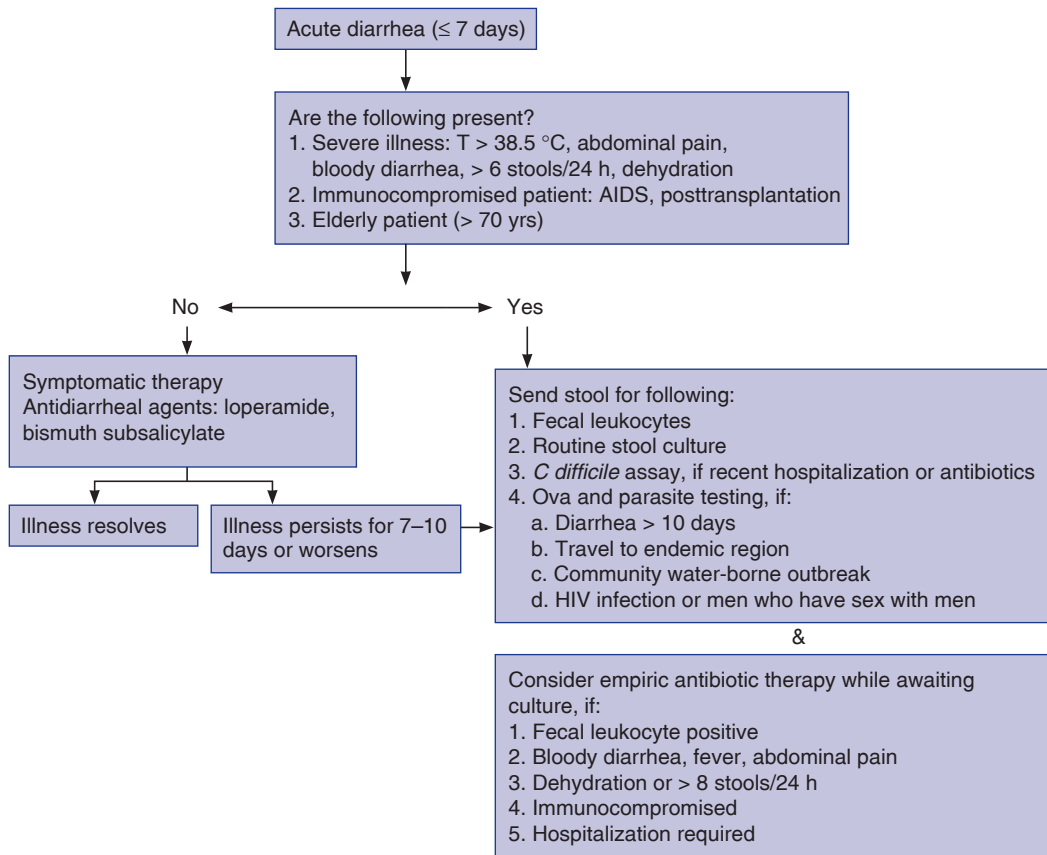 Acute diarrhea (≤ 7 days)
Are the following present?
1. Severe illness: T > 38.5 °C, abdominal pain,
bloody diarrhea, > 6 stools/24 h, dehydration
2. Immunocompromised patient: AIDS, posttransplantation
3. Elderly patient (> 70 yrs)
No
Yes
Symptomatic therapy
Antidiarrheal agents: loperamide,
bismuth subsalicylate
Illness resolves
Illness persists for 7–10
days or worsens
Send stool for following:
1. Fecal leukocytes
2. Routine stool culture
3. C difficile assay, if recent hospitalization or antibiotics
4. Ova and parasite testing, if:
a. Diarrhea > 10 days
b. Travel to endemic region
c. Community water-borne outbreak
d. HIV infection or men who have sex with men
&
Consider empiric antibiotic therapy while awaiting
culture, if:
1. Fecal leukocyte positive
2. Bloody diarrhea, fever, abdominal pain
3. Dehydration or > 8 stools/24 h
4. Immunocompromised
5. Hospitalization required